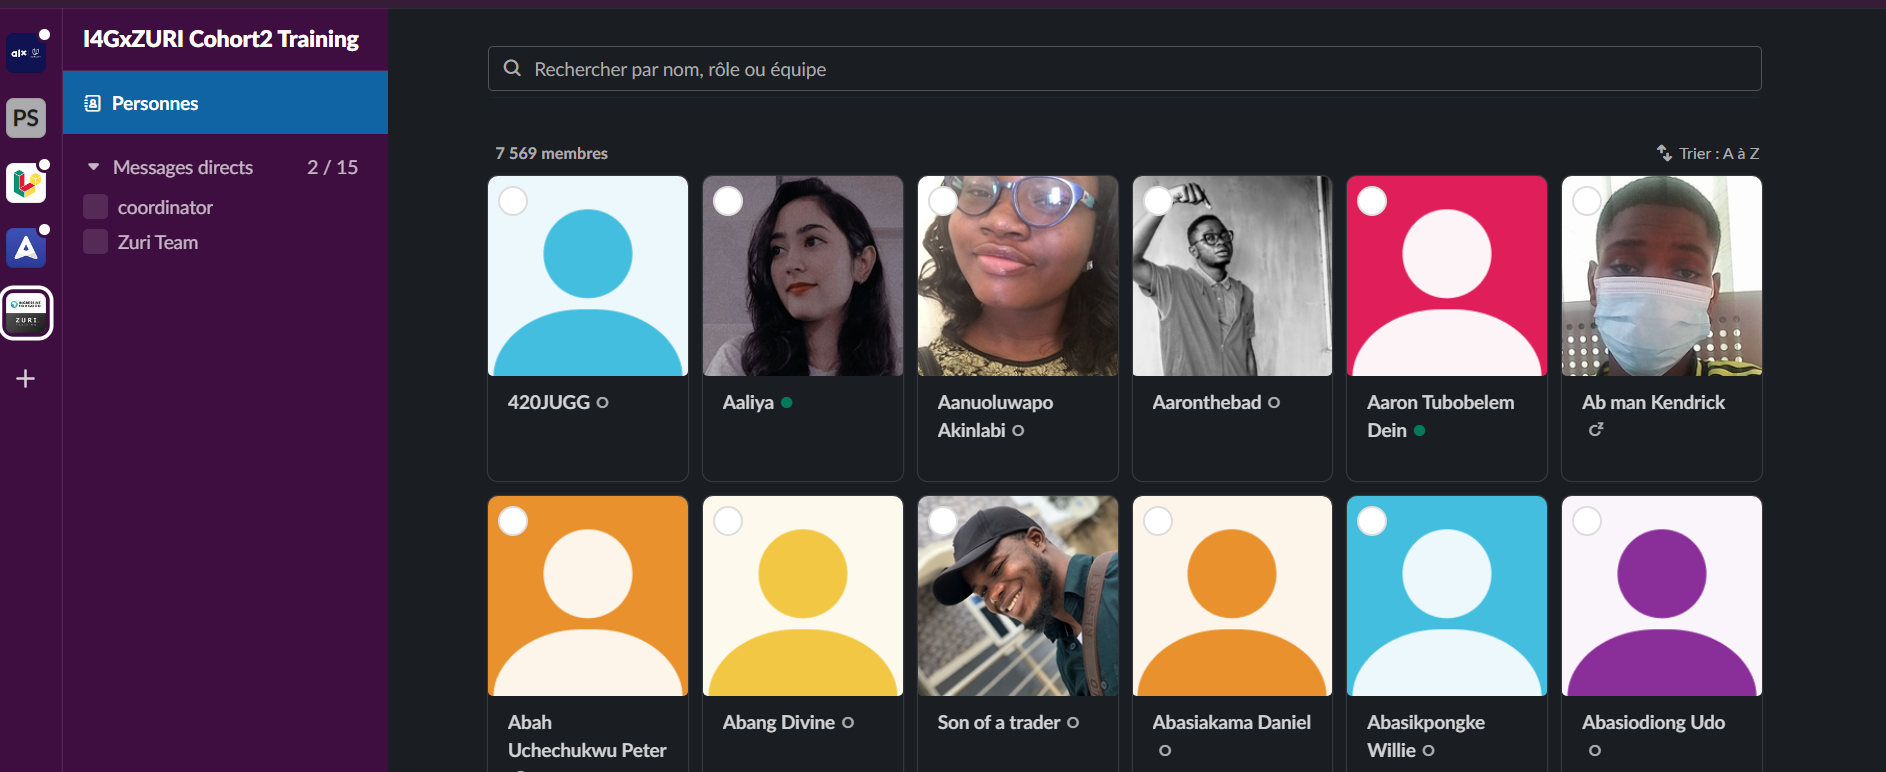 I4GxZURI Cohort2 Training
alx
PS
ZURI
Personnes
Messages directs 2 / 15
coordinator
Zuri Team
Rechercher par nom, rôle ou équipe
7 569 membres
Trier : A à Z
420JUGG
Aaliya
Aanuoluwapo
Akinlabi
Aaronthebad
Aaron Tubobelem
Dein
Ab man Kendrick
Abah
Uchechukwu Peter
Abang Divine
Son of a trader
Abasiakama Daniel
Abasikpongke
Willie
Abasiodiong Udo